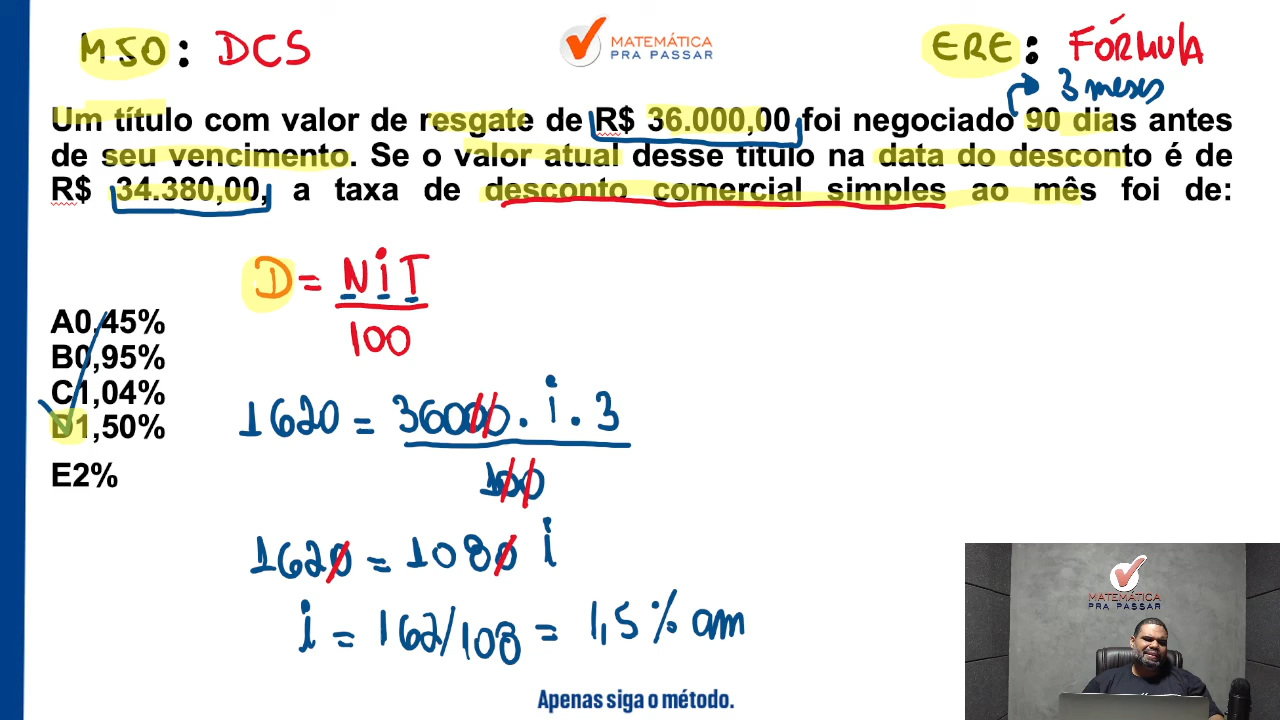 MSO: DCS
MATEMÁTICA
PRA PASSAR
ERE: FÓRMULA
3 meses
Um título com valor de resgate de R$ 36.000,00 foi negociado 90 dias antes
de seu vencimento. Se o valor atual desse título na data do desconto é de
R$ 34.380,00, a taxa de desconto comercial simples ao mês foi de:
D = NiT
100
A0,45%
B0,95%
C1,04%
D1,50%
E2%
1620 = 36000 . i . 3
100
1620 = 1080 i
i = 162/108 = 1,5% am
MATEMÁTICA
PRA PASSAR
Apenas siga o método.